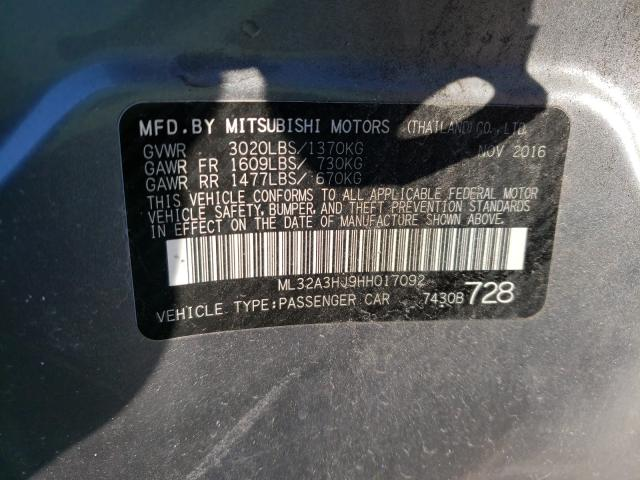 MFD.BY MITSUBISHI MOTORS (THAILAND)CO.,LTD.
GVWR 3020LBS/1370KG NOV 2016
GAWR FR 1609LBS/ 730KG
GAWR RR 1477LBS/ 670KG
THIS VEHICLE CONFORMS TO ALL APPLICABLE FEDERAL MOTOR
VEHICLE SAFETY, BUMPER, AND THEFT PREVENTION STANDARDS
IN EFFECT ON THE DATE OF MANUFACTURE SHOWN ABOVE.
ML32A3HJ9HH017092
VEHICLE TYPE:PASSENGER CAR 7430B 728